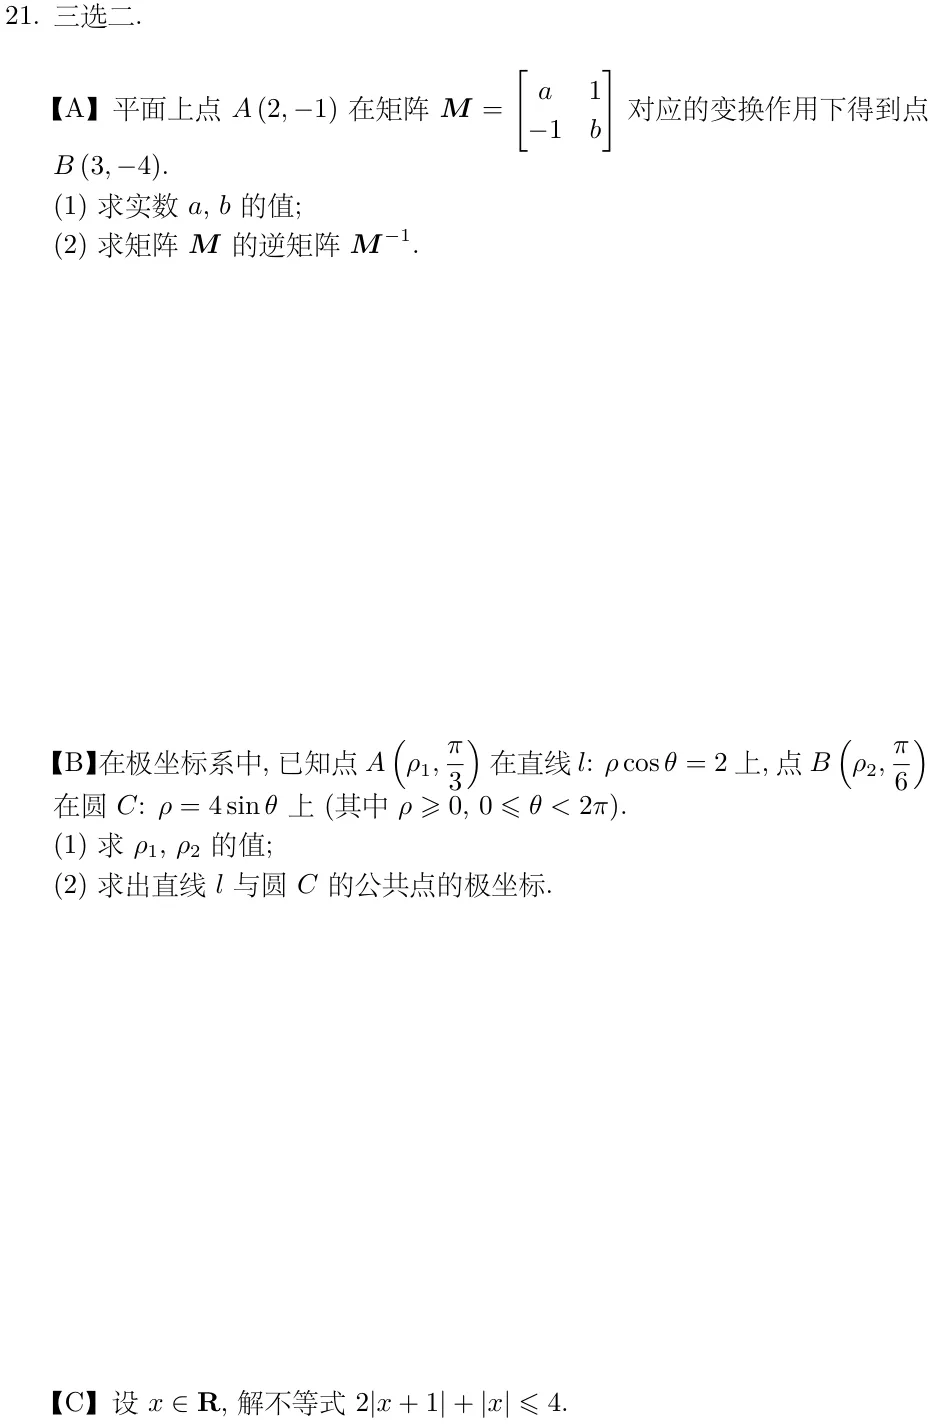 21. 三选二.
【A】平面上点 A (2, −1) 在矩阵 M = [a 1; −1 b] 对应的变换作用下得到点
B (3, −4).
(1) 求实数 a, b 的值;
(2) 求矩阵 M 的逆矩阵 M⁻¹.
【B】在极坐标系中, 已知点 A (ρ₁, π/3) 在直线 l: ρ cos θ = 2 上, 点 B (ρ₂, π/6)
在圆 C: ρ = 4 sin θ 上 (其中 ρ ⩾ 0, 0 ⩽ θ < 2π).
(1) 求 ρ₁, ρ₂ 的值;
(2) 求出直线 l 与圆 C 的公共点的极坐标.
【C】设 x ∈ R, 解不等式 2|x + 1| + |x| ⩽ 4.